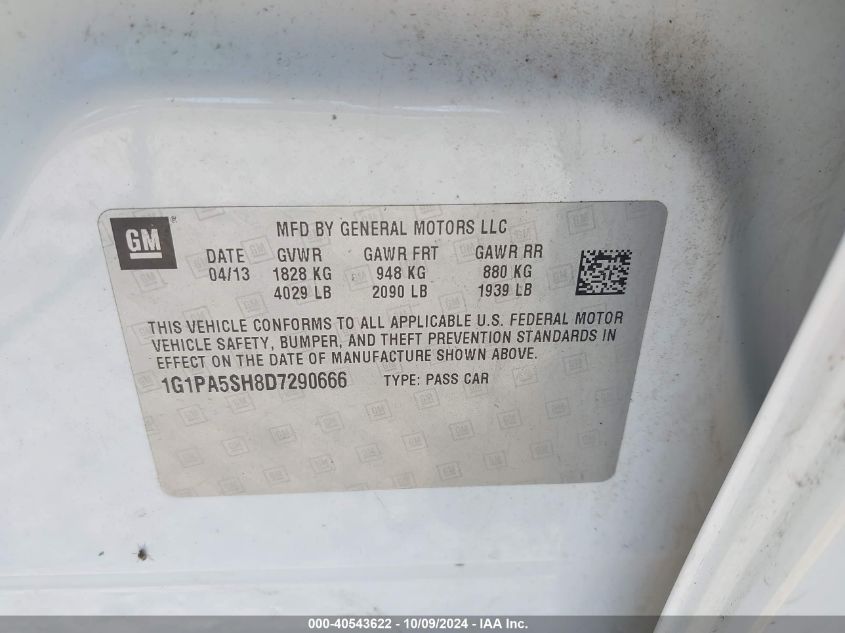 GM ®
MFD BY GENERAL MOTORS LLC
DATE GVWR GAWR FRT GAWR RR
04/13 1828 KG 948 KG 880 KG
4029 LB 2090 LB 1939 LB
THIS VEHICLE CONFORMS TO ALL APPLICABLE U.S. FEDERAL MOTOR
VEHICLE SAFETY, BUMPER, AND THEFT PREVENTION STANDARDS IN
EFFECT ON THE DATE OF MANUFACTURE SHOWN ABOVE.
1G1PA5SH8D7290666 TYPE: PASS CAR
000-40543622 - 10/09/2024 - IAA Inc.